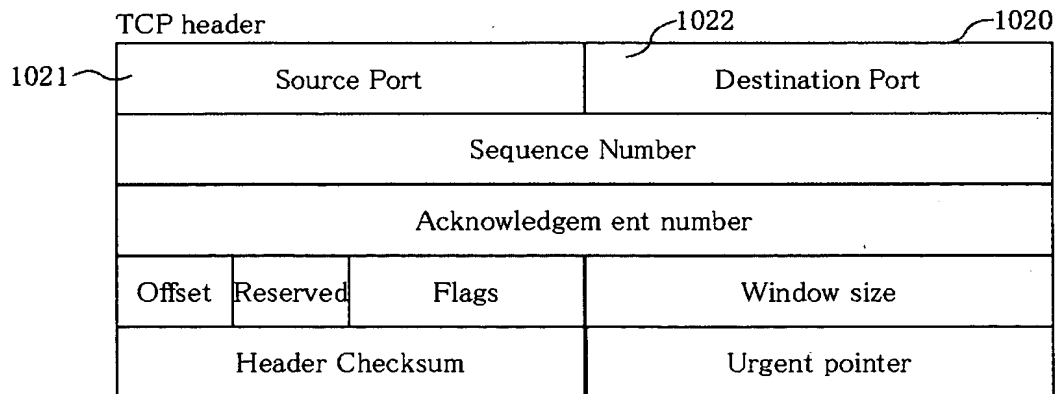 TCP header
1022
1020
1021
Source Port
Destination Port
Sequence Number
Acknowledgem ent number
Offset
Reserved
Flags
Window size
Header Checksum
Urgent pointer